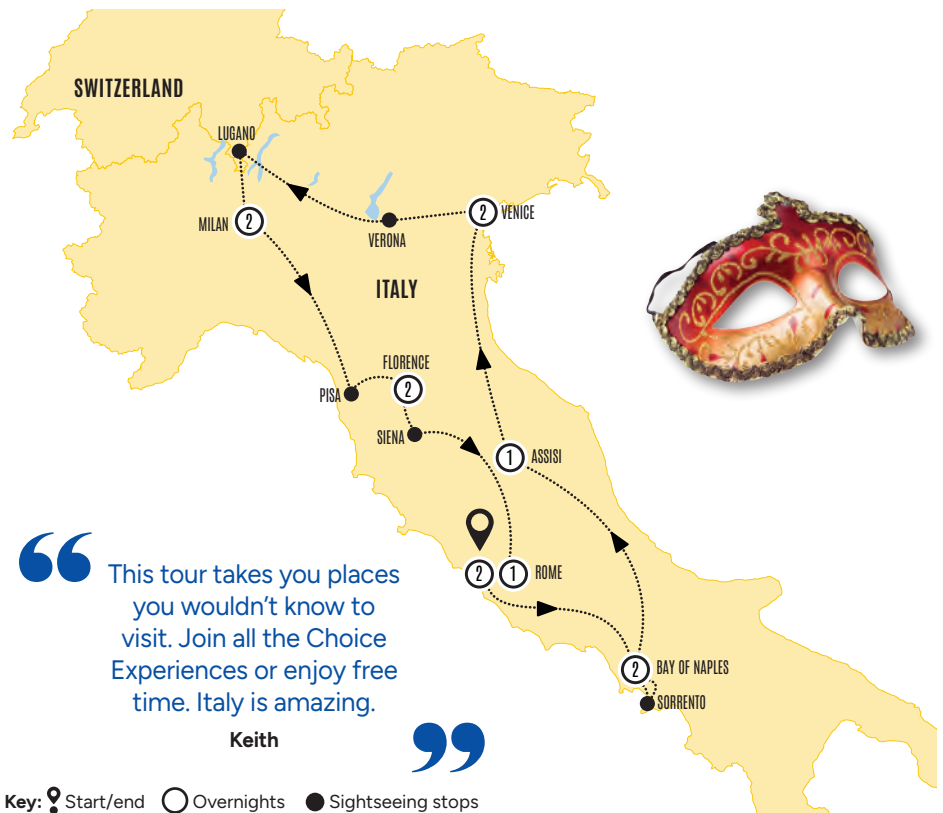 SWITZERLAND
LUGANO
MILAN 2
VERONA
2 VENICE
ITALY
FLORENCE
2
PISA
SIENA
1 ASSISI
2 1 ROME
2 BAY OF NAPLES
SORRENTO
“
This tour takes you places
you wouldn’t know to
visit. Join all the Choice
Experiences or enjoy free
time. Italy is amazing.
Keith
”
Key: Start/end Overnights Sightseeing stops